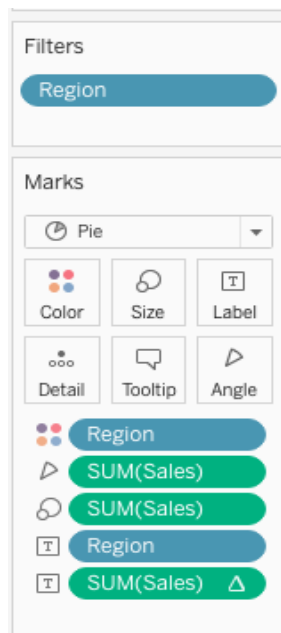 Filters
Region
Marks
Pie
Color Size Label
Detail Tooltip Angle
Region
SUM(Sales)
SUM(Sales)
Region
SUM(Sales)